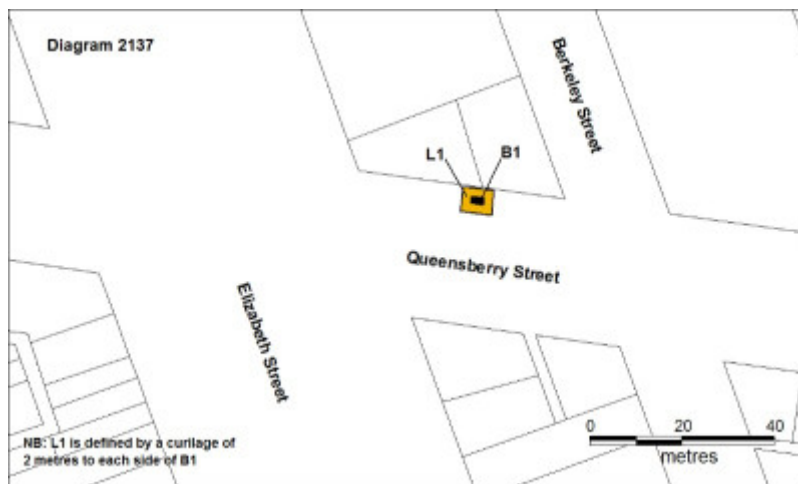 Diagram 2137
Berkeley Street
L1 B1
Queensberry Street
Elizabeth Street
NB: L1 is defined by a curilage of
2 metres to each side of B1
0 20 40
metres